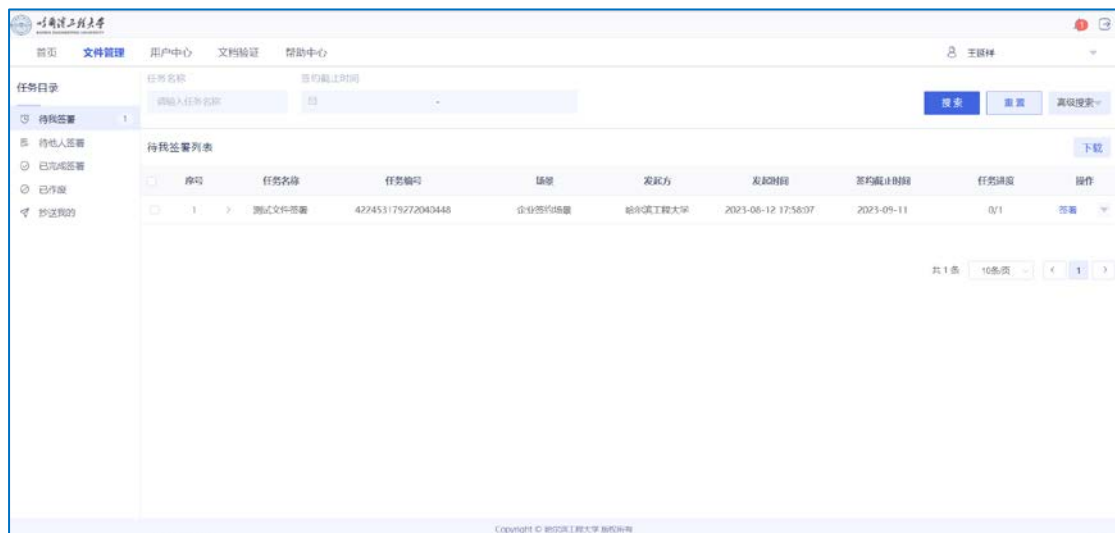 哈尔滨工程大学
1
首页 文件管理 用户中心 文档验证 帮助中心 王延祥
任务目录
任务名称 签约截止时间
请输入任务名称 - 搜索 重置 高级搜索
待我签署 1
待他人签署
已完成签署
已作废
抄送我的
待我签署列表 下载
序号 任务名称 任务编号 场景 发起方 发起时间 签约截止时间 任务进度 操作
1 测试文件签署 422453179272040448 企业签约场景 哈尔滨工程大学 2023-08-12 17:58:07 2023-09-11 0/1 签署
共 1 条 10条/页 1
Copyright © 哈尔滨工程大学 版权所有